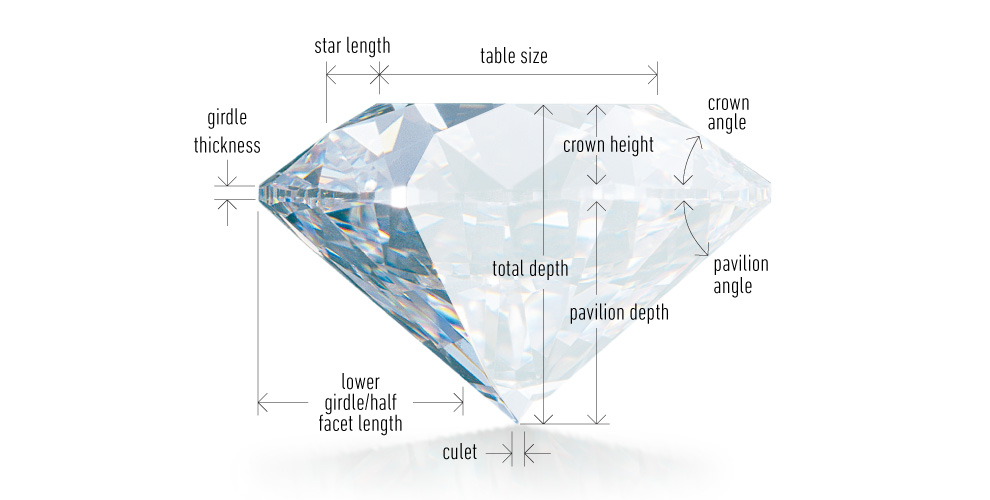 star length
table size
girdle
thickness
crown
angle
crown height
total depth
pavilion
angle
pavilion depth
lower
girdle/half
facet length
culet